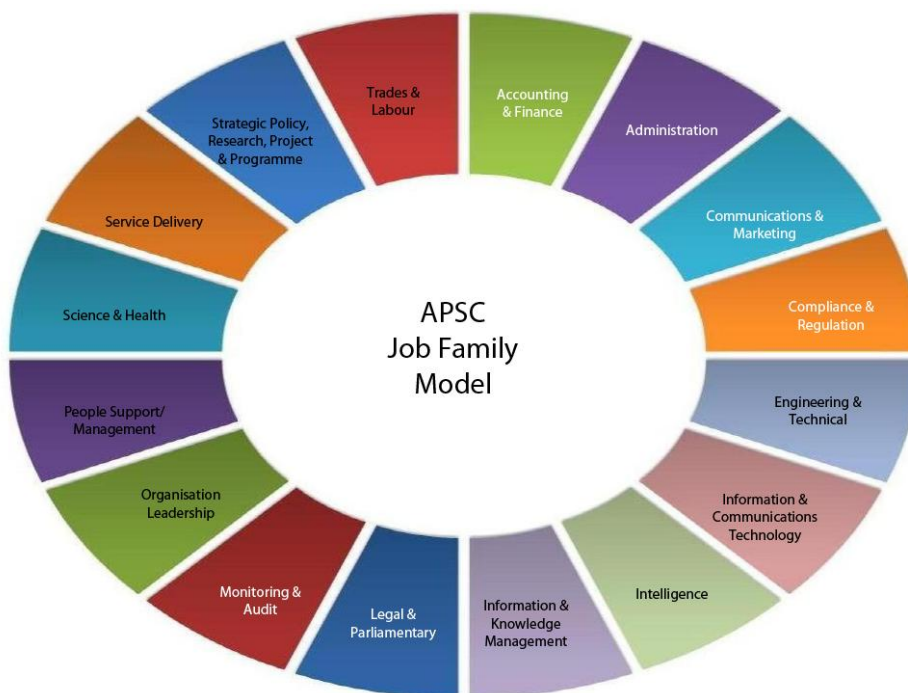 APSC
Job Family
Model
Accounting
& Finance
Administration
Communications &
Marketing
Compliance &
Regulation
Engineering &
Technical
Information &
Communications
Technology
Intelligence
Information &
Knowledge
Management
Legal &
Parliamentary
Monitoring &
Audit
Organisation
Leadership
People Support/
Management
Science & Health
Service Delivery
Strategic Policy,
Research, Project
& Programme
Trades &
Labour